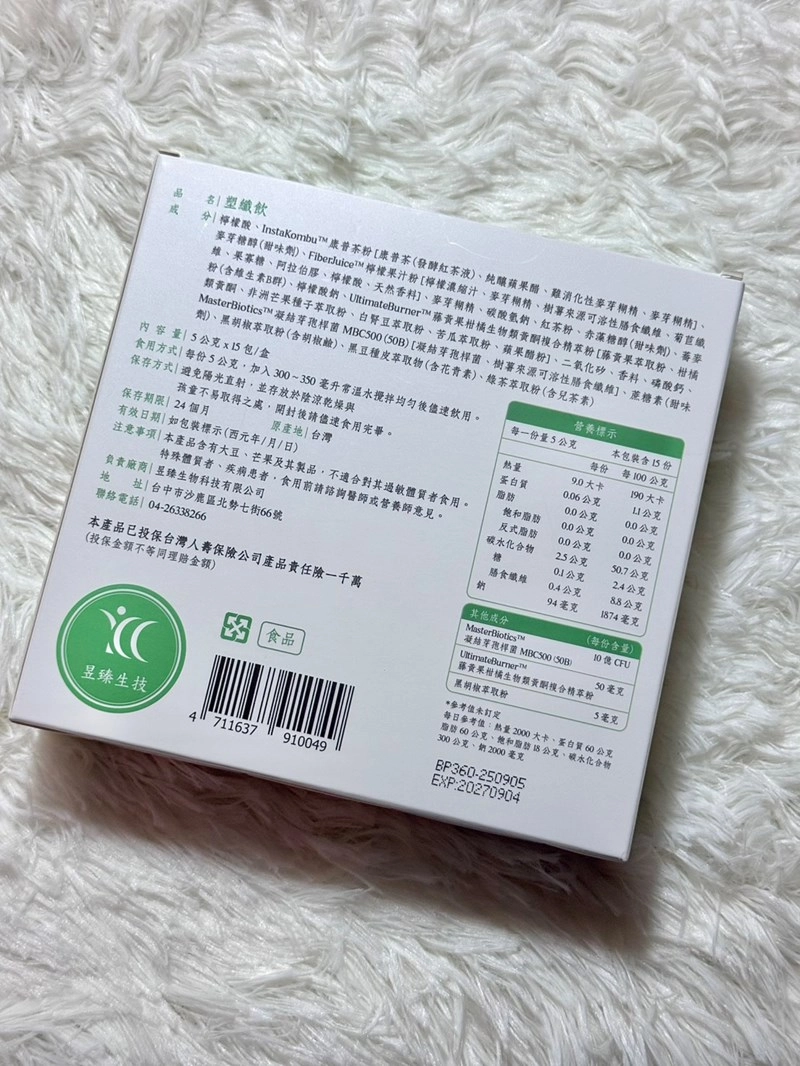 品名｜塑纖飲
成分｜檸檬酸、InstaKombu™康普茶粉[康普茶(發酵紅茶液)、純釀蘋果醋、難消化性麥芽糊精、麥芽糊精]、
麥芽糖醇(甜味劑)、FiberJuice™檸檬果汁粉[檸檬濃縮汁、麥芽糊精、樹薯來源可溶性膳食纖維、菊苣纖
維、果寡糖、阿拉伯膠、檸檬酸、天然香料]、麥芽糊精、碳酸氫鈉、紅茶粉、赤藻糖醇(甜味劑)、蕎麥
粉(含維生素B群)、檸檬酸鈉、UltimateBurner™藤黃果柑橘生物類黃酮複合精萃粉[藤黃果萃取粉、柑橘
類黃酮、非洲芒果種子萃取粉、白腎豆萃取粉、苦瓜萃取粉、蘋果醋粉]、二氧化矽、香料、磷酸鈣、
MasterBiotics™凝結芽孢桿菌 MBC500 (50B) [凝結芽孢桿菌、樹薯來源可溶性膳食纖維]、蔗糖素(甜味
劑)、黑胡椒萃取粉(含胡椒鹼)、黑豆種皮萃取物(含花青素)、綠茶萃取粉(含兒茶素)
內容量｜5公克x15包/盒
食用方式｜每份5公克，加入300~350毫升常溫水攪拌均勻後儘速飲用。
保存方式｜避免陽光直射，並存放於陰涼乾燥與
孩童不易取得之處，開封後請儘速食用完畢。
保存期限｜24個月 原產地｜台灣
有效日期｜如包裝標示(西元年/月/日)
注意事項｜本產品含有大豆、芒果及其製品，不適合對其過敏體質者食用。
特殊體質者、疾病患者，食用前請諮詢醫師或營養師意見。
負責廠商｜昱臻生物科技有限公司
地址｜台中市沙鹿區北勢七街66號
聯絡電話｜04-26338266
本產品已投保台灣人壽保險公司產品責任險一千萬
(投保金額不等同理賠金額)
昱臻生技
食品
4 711637 910049
營養標示
每一份量5公克 本包裝含15份
每份 每100公克
熱量 9.0大卡 190大卡
蛋白質 0.06公克 1.1公克
脂肪 0.0公克 0.0公克
飽和脂肪 0.0公克 0.0公克
反式脂肪 0.0公克 0.0公克
碳水化合物 2.5公克 50.7公克
糖 0.1公克 2.4公克
膳食纖維 0.4公克 8.8公克
鈉 94毫克 1874毫克
其他成分 (每份含量)
MasterBiotics™
凝結芽孢桿菌 MBC500 (50B) 10億 CFU
UltimateBurner™
藤黃果柑橘生物類黃酮複合精萃粉 50毫克
黑胡椒萃取粉 5毫克
*參考值未訂定
每日參考值：熱量2000大卡、蛋白質60公克
脂肪60公克、飽和脂肪18公克、碳水化合物
300公克、鈉2000毫克
BP360-250905
EXP:20270904